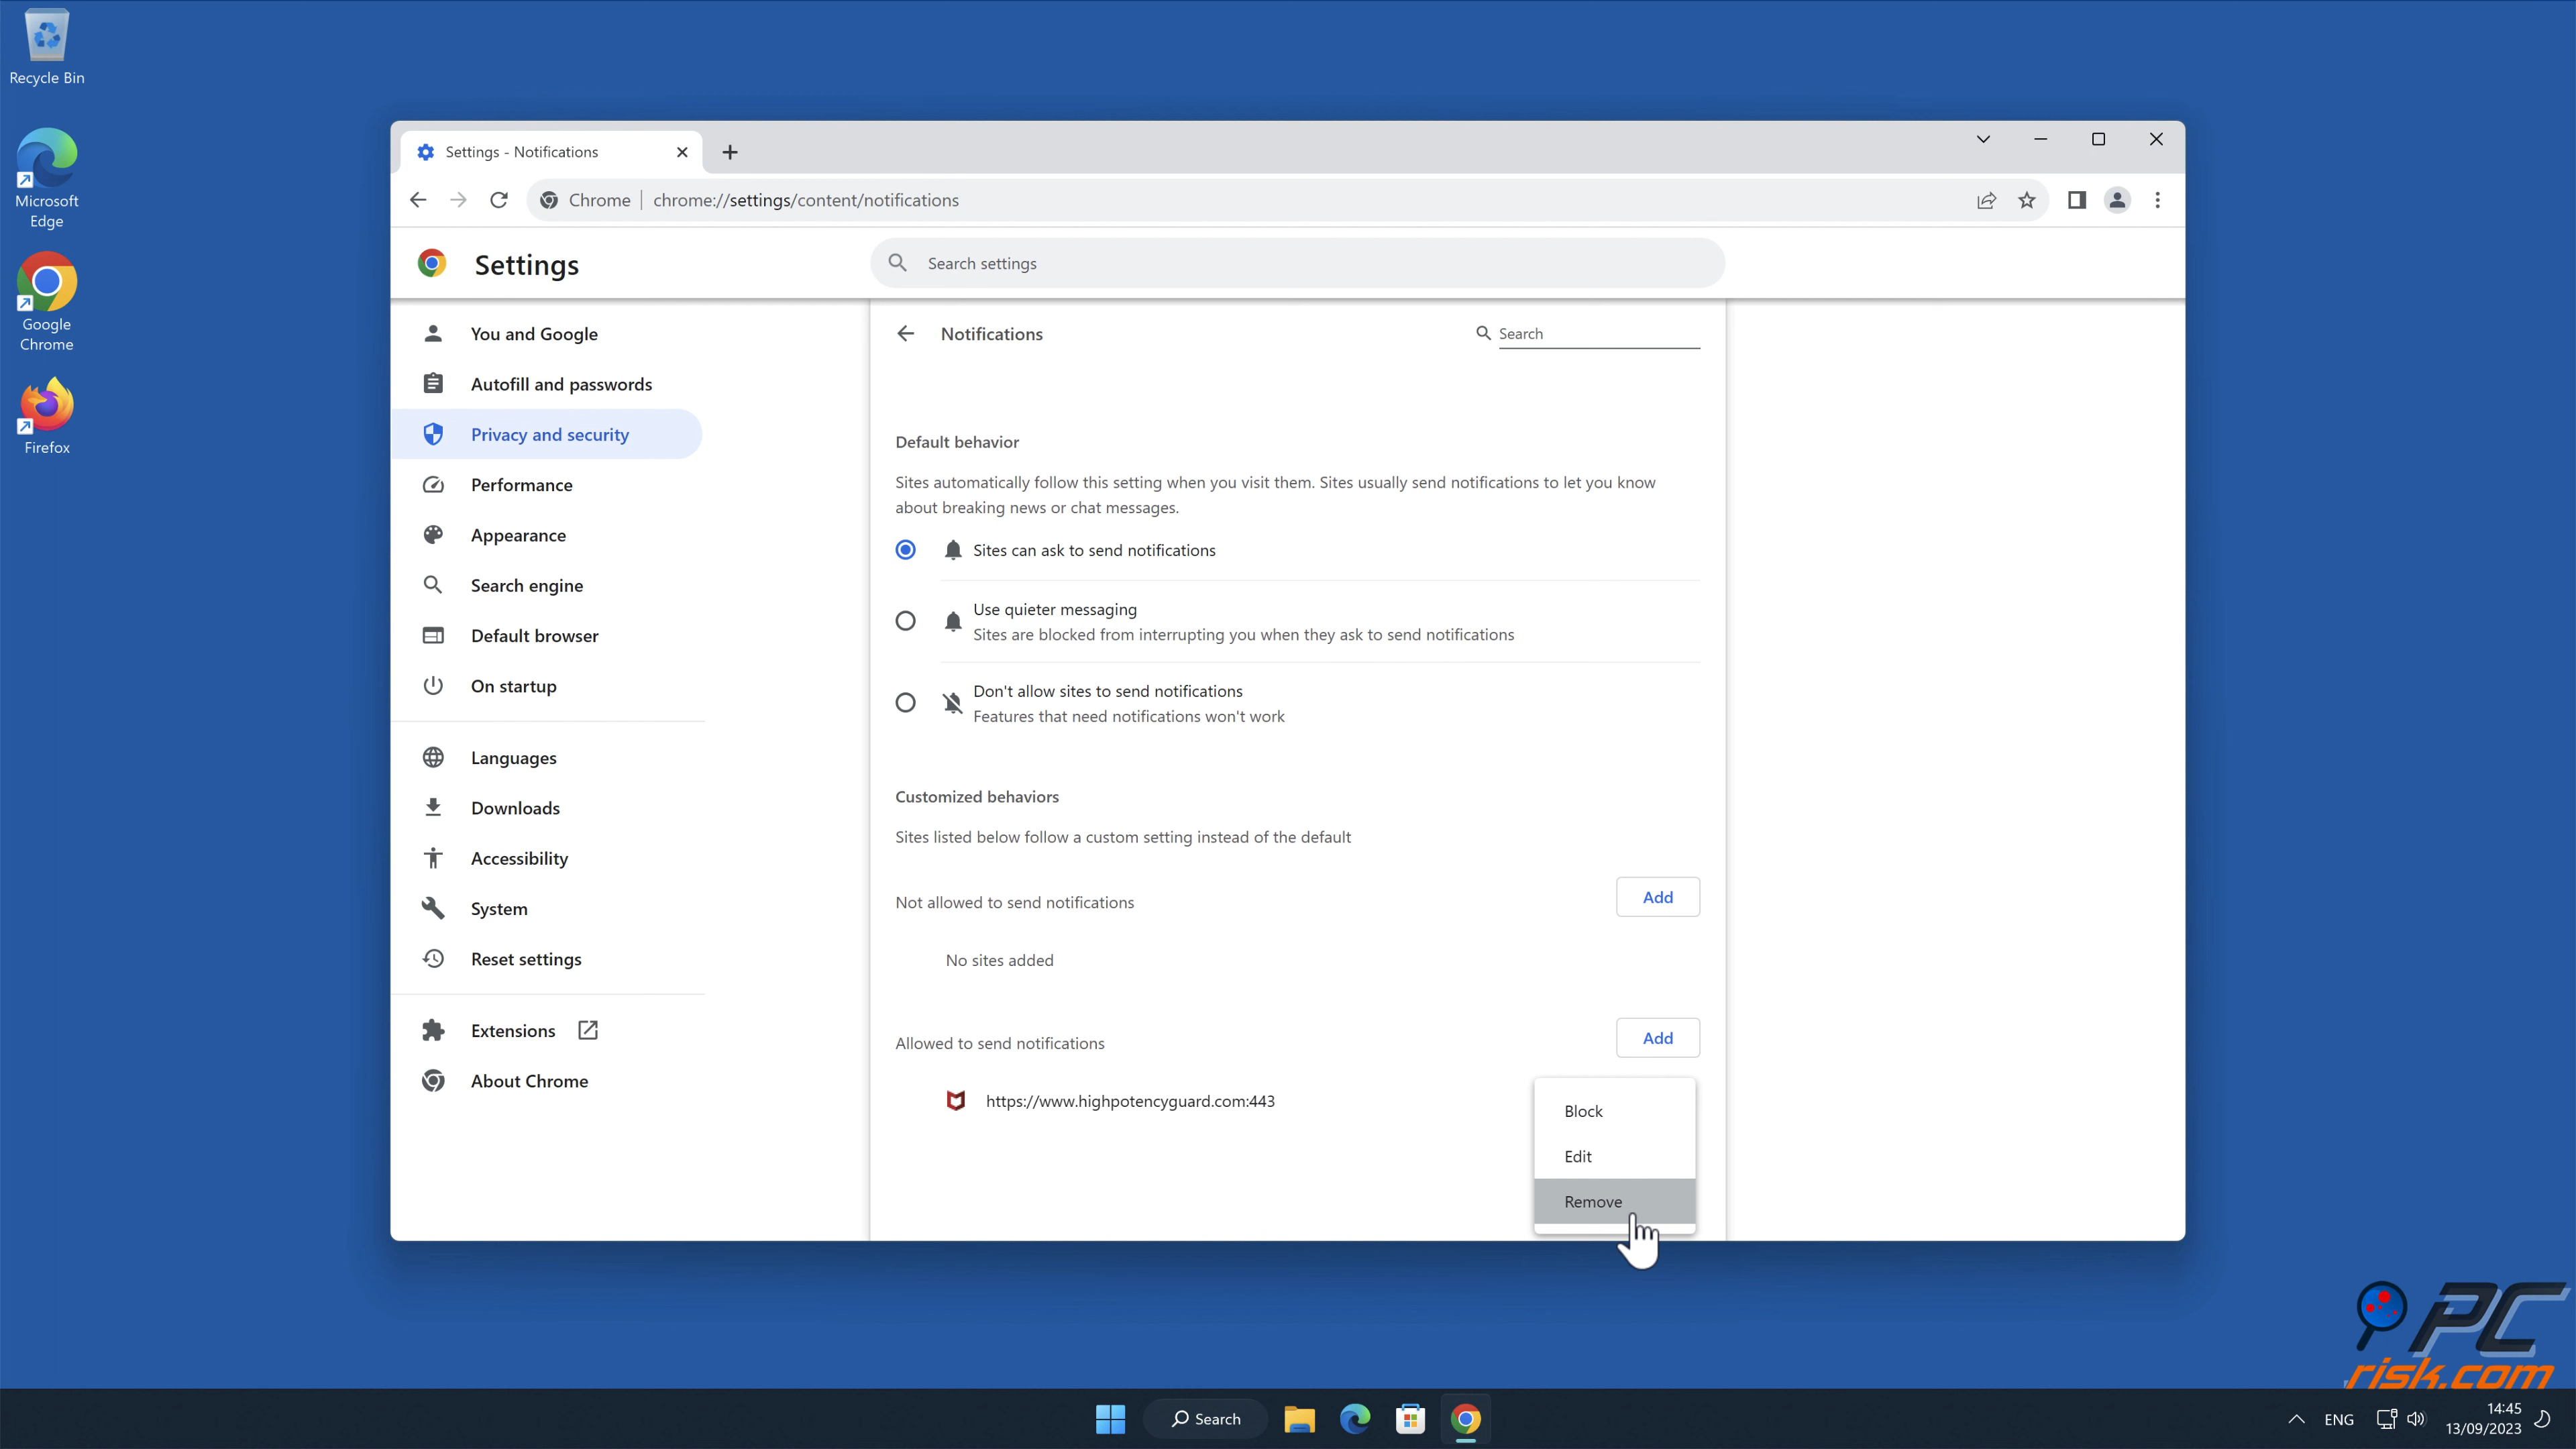 Recycle Bin
Microsoft
Edge
Google
Chrome
Firefox
Settings - Notifications
Chrome | chrome://settings/content/notifications
Settings
Search settings
You and Google
Autofill and passwords
Privacy and security
Performance
Appearance
Search engine
Default browser
On startup
Languages
Downloads
Accessibility
System
Reset settings
Extensions
About Chrome
Notifications
Search
Default behavior
Sites automatically follow this setting when you visit them. Sites usually send notifications to let you know
about breaking news or chat messages.
Sites can ask to send notifications
Use quieter messaging
Sites are blocked from interrupting you when they ask to send notifications
Don't allow sites to send notifications
Features that need notifications won't work
Customized behaviors
Sites listed below follow a custom setting instead of the default
Not allowed to send notifications
Add
No sites added
Allowed to send notifications
Add
https://www.highpotencyguard.com:443
Block
Edit
Remove
PC
risk.com
Search
ENG
14:45
13/09/2023